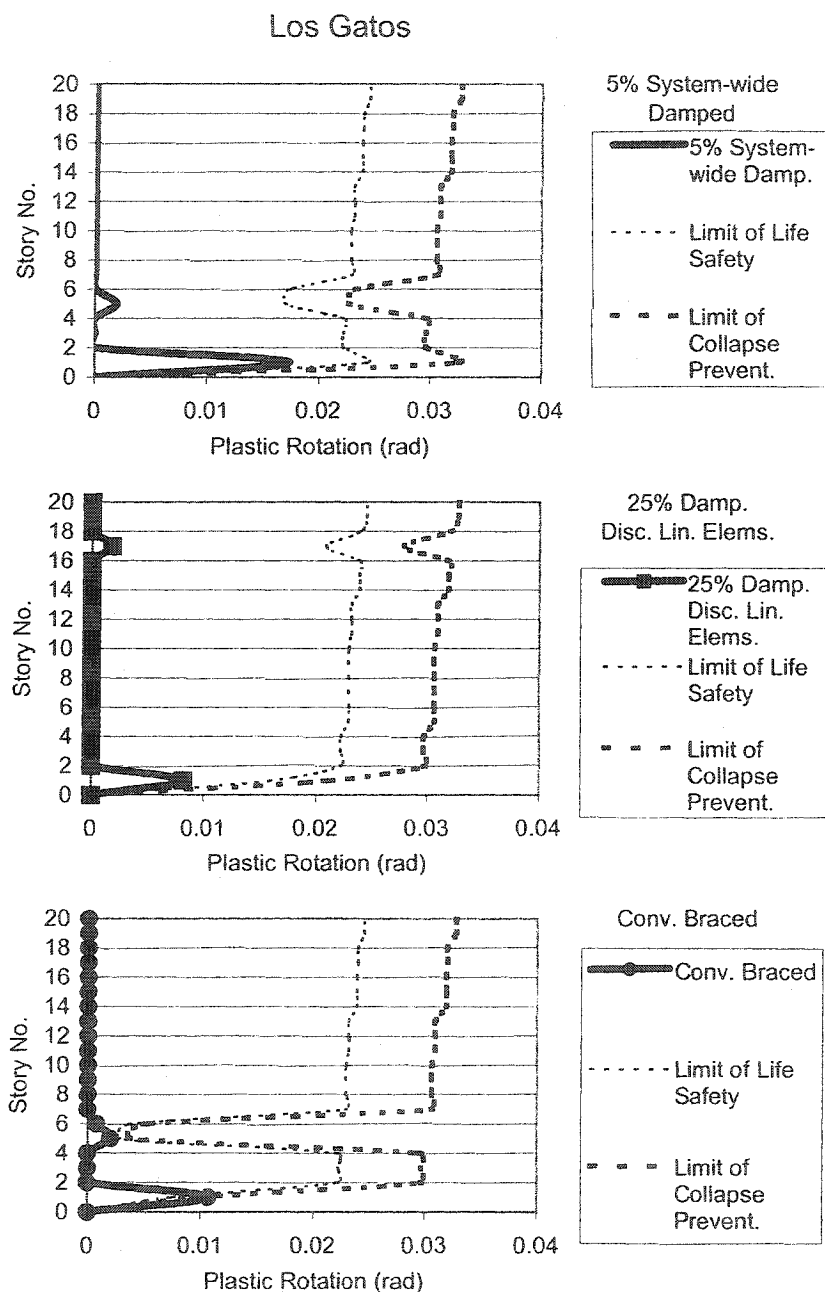 Los Gatos
20
18
16
14
12
10
8
6
4
2
0
Story No.
0
0.01
0.02
0.03
0.04
Plastic Rotation (rad)
5% System-wide
Damped
5% System-
wide Damp.
Limit of Life
Safety
Limit of
Collapse
Prevent.
20
18
16
14
12
10
8
6
4
2
0
Story No.
0
0.01
0.02
0.03
0.04
Plastic Rotation (rad)
25% Damp.
Disc. Lin. Elems.
25% Damp.
Disc. Lin.
Elems.
Limit of Life
Safety
Limit of
Collapse
Prevent.
20
18
16
14
12
10
8
6
4
2
0
Story No.
0
0.01
0.02
0.03
0.04
Plastic Rotation (rad)
Conv. Braced
Conv. Braced
Limit of Life
Safety
Limit of
Collapse
Prevent.